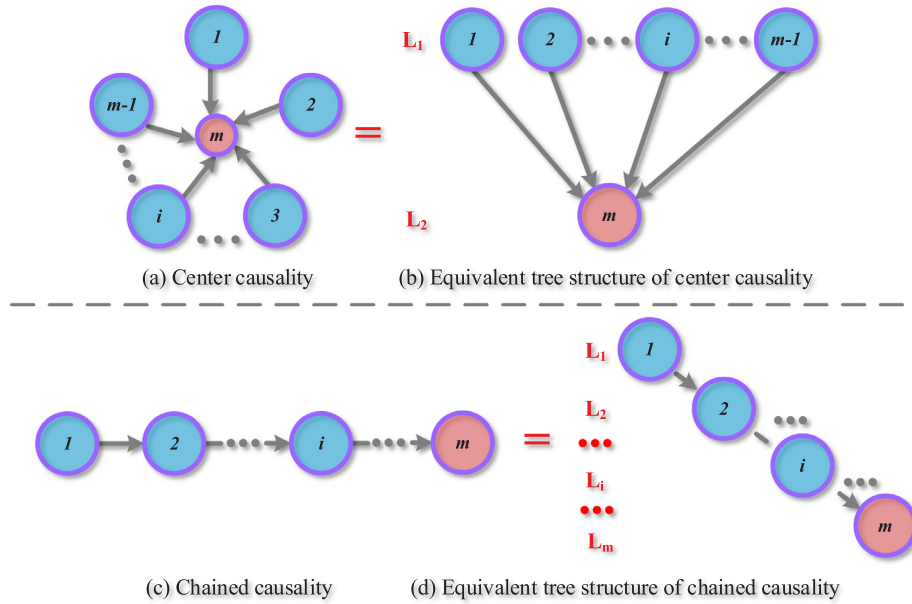 1
m-1
2
m
i
3
=
L₁
1
2
i
m-1
m
L₂
(a) Center causality
(b) Equivalent tree structure of center causality
1
2
i
m
=
L₁
L₂
Lᵢ
Lₘ
1
2
i
m
(c) Chained causality
(d) Equivalent tree structure of chained causality